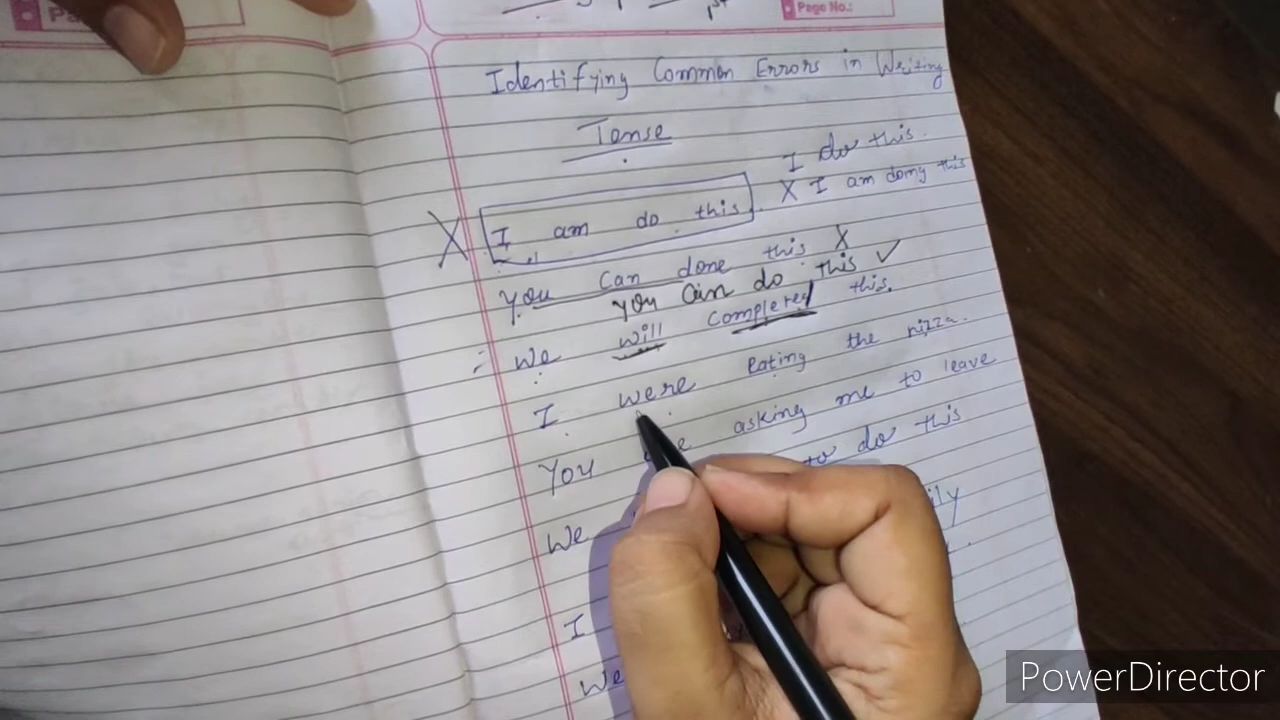 Page No.:
Identifying Common Errors in Writing
Tense
I do this.
X I am doing this
X I am do this.
You can done this X
You can do this ✓
We will completed this.
I were eating the pizza.
You asking me to leave
We to do this
I
We
PowerDirector